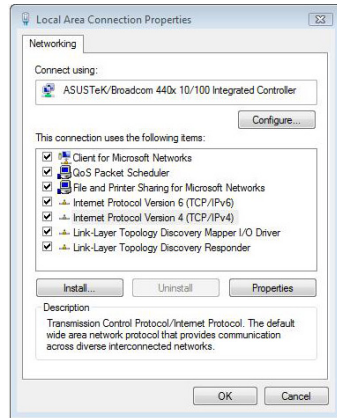 Local Area Connection Properties
Networking
Connect using:
ASUSTeK/Broadcom 440x 10/100 Integrated Controller
Configure...
This connection uses the following items:
Client for Microsoft Networks
QoS Packet Scheduler
File and Printer Sharing for Microsoft Networks
Internet Protocol Version 6 (TCP/IPv6)
Internet Protocol Version 4 (TCP/IPv4)
Link-Layer Topology Discovery Mapper I/O Driver
Link-Layer Topology Discovery Responder
Install... Uninstall Properties
Description
Transmission Control Protocol/Internet Protocol. The default
wide area network protocol that provides communication
across diverse interconnected networks.
OK Cancel